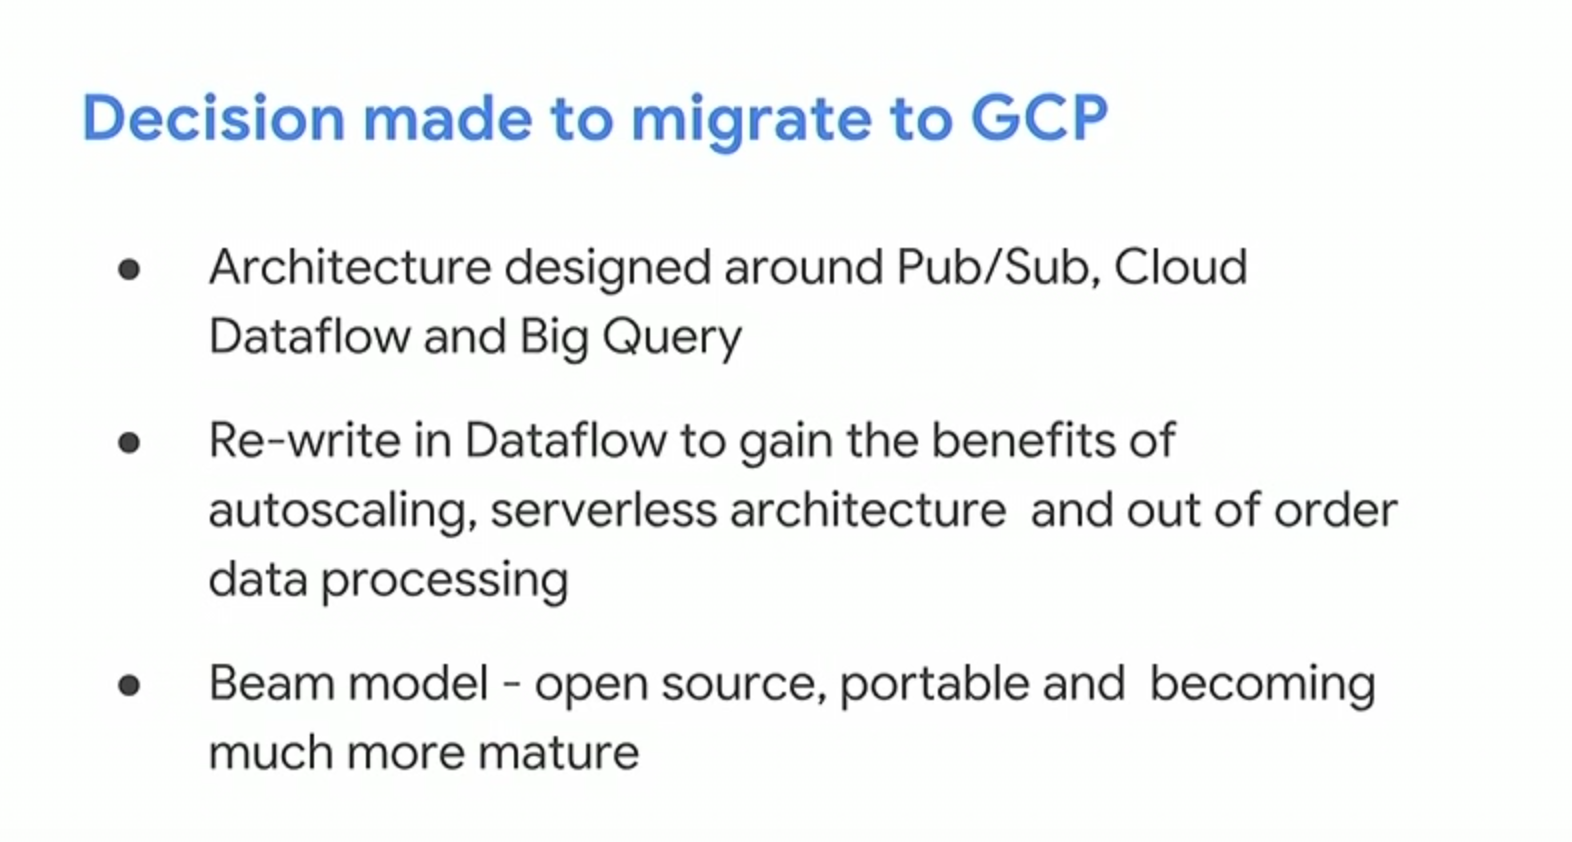 Decision made to migrate to GCP
● Architecture designed around Pub/Sub, Cloud
Dataflow and Big Query
● Re-write in Dataflow to gain the benefits of
autoscaling, serverless architecture  and out of order
data processing
● Beam model - open source, portable and  becoming
much more mature